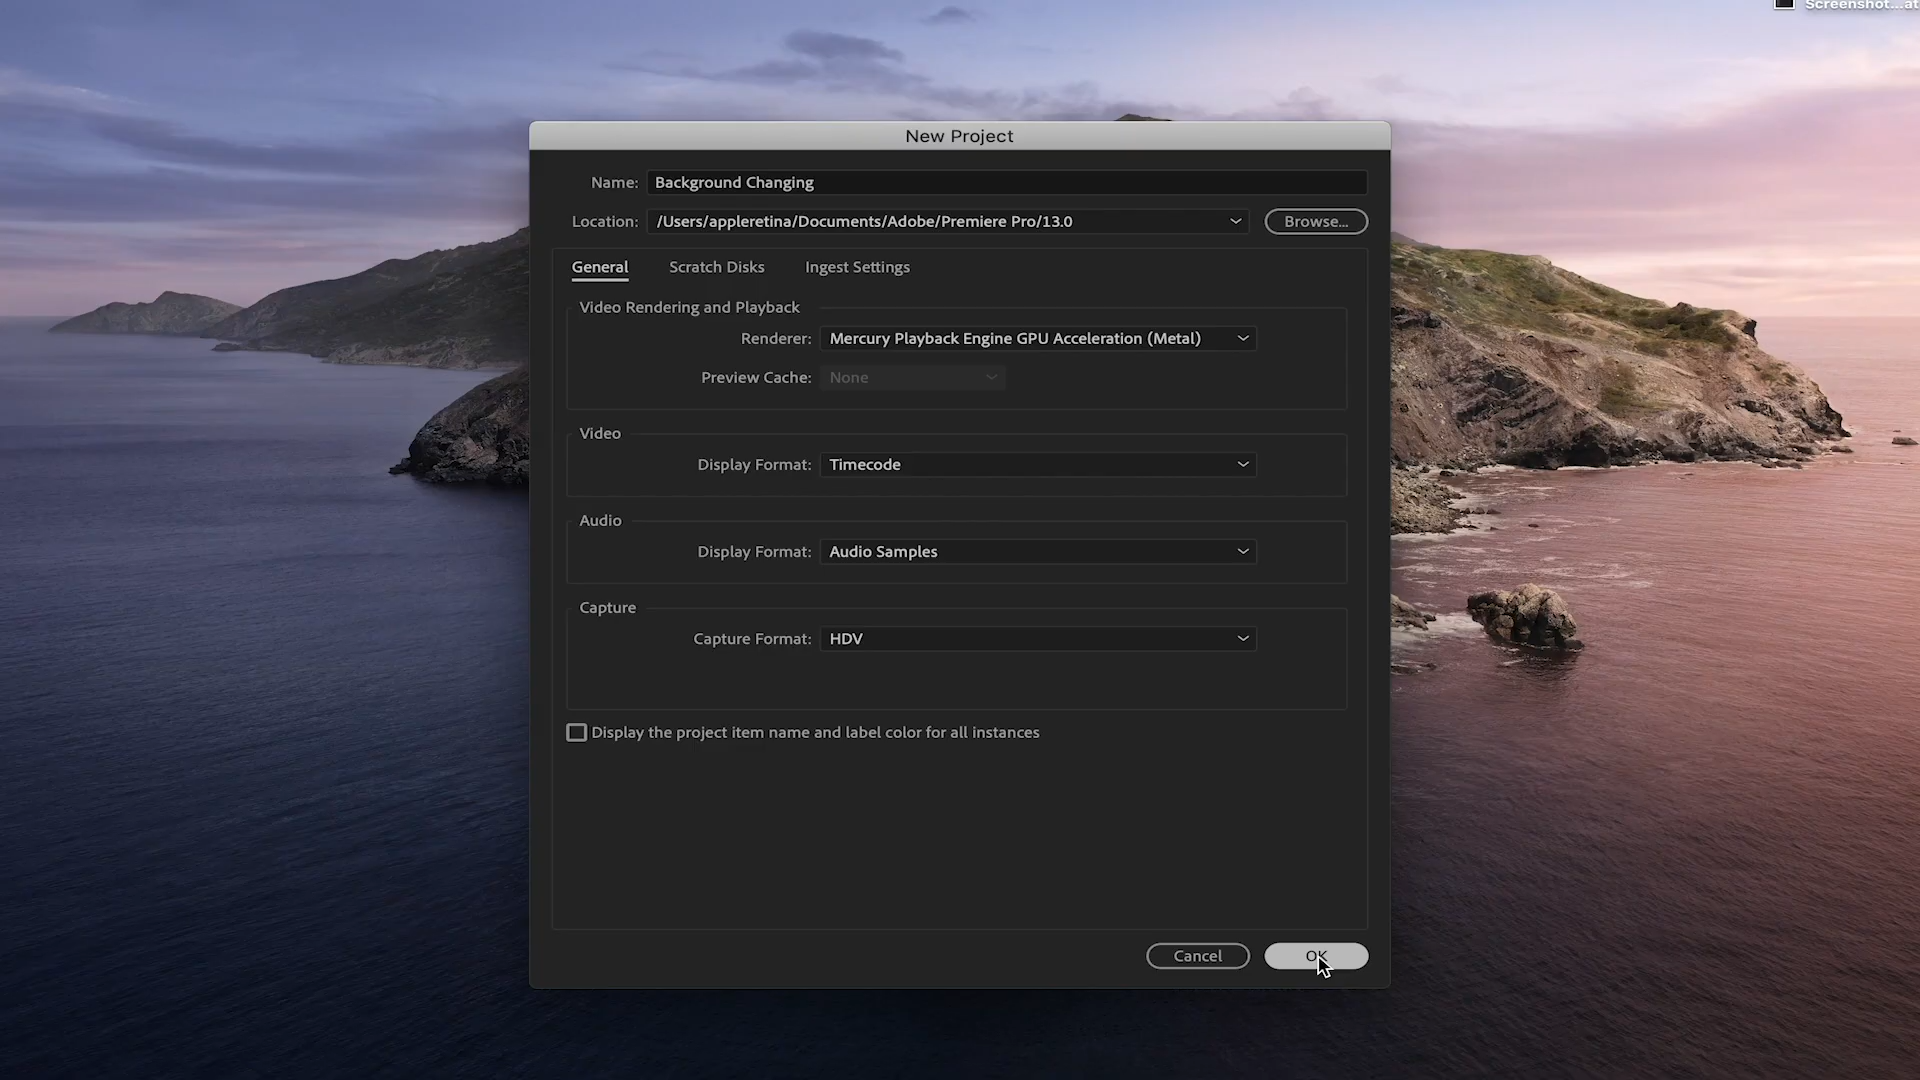 Screenshot...at
New Project
Name: Background Changing
Location: /Users/appleretina/Documents/Adobe/Premiere Pro/13.0 Browse...
General Scratch Disks Ingest Settings
Video Rendering and Playback
Renderer: Mercury Playback Engine GPU Acceleration (Metal)
Preview Cache: None
Video
Display Format: Timecode
Audio
Display Format: Audio Samples
Capture
Capture Format: HDV
Display the project item name and label color for all instances
Cancel OK